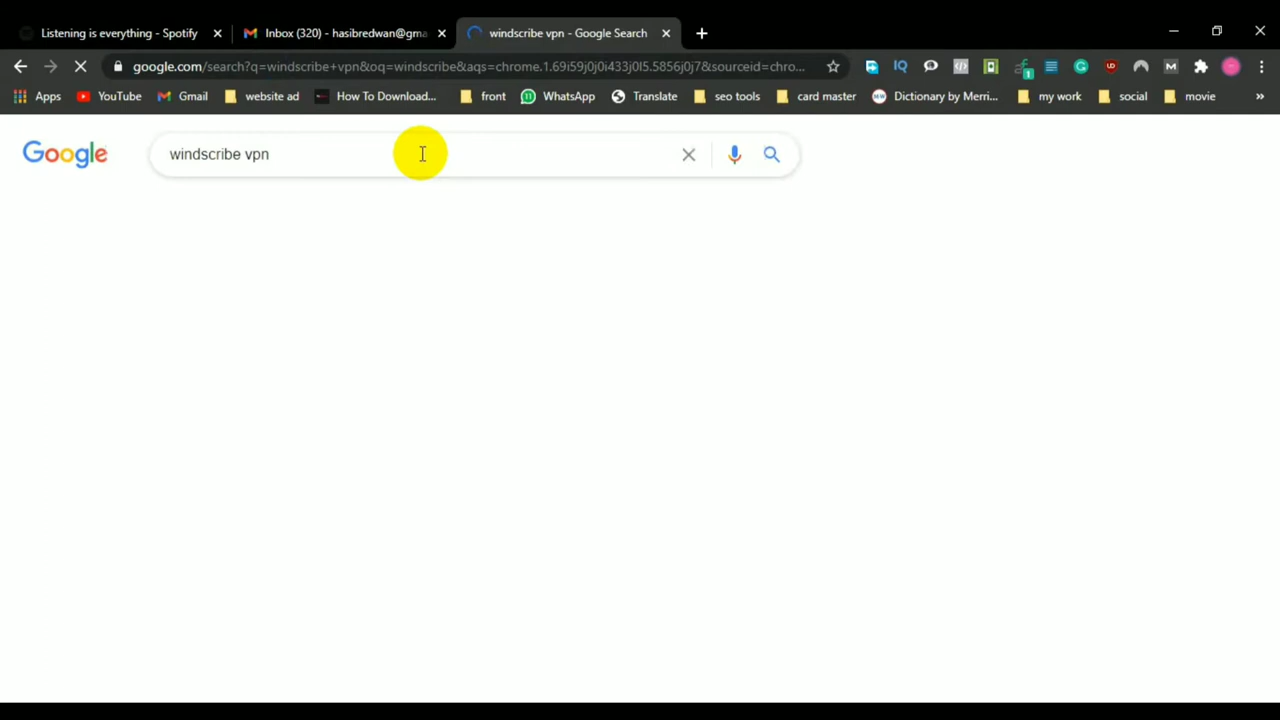 Listening is everything - Spotify
Inbox (320) - hasibredwan@gma
windscribe vpn - Google Search
google.com/search?q=windscribe+vpn&oq=windscribe&aqs=chrome.1.69i59j0j0i433j0l5.5856j0j7&sourceid=chro...
Apps YouTube Gmail website ad How To Download... front WhatsApp Translate seo tools card master Dictionary by Merri... my work social movie »
Google windscribe vpn